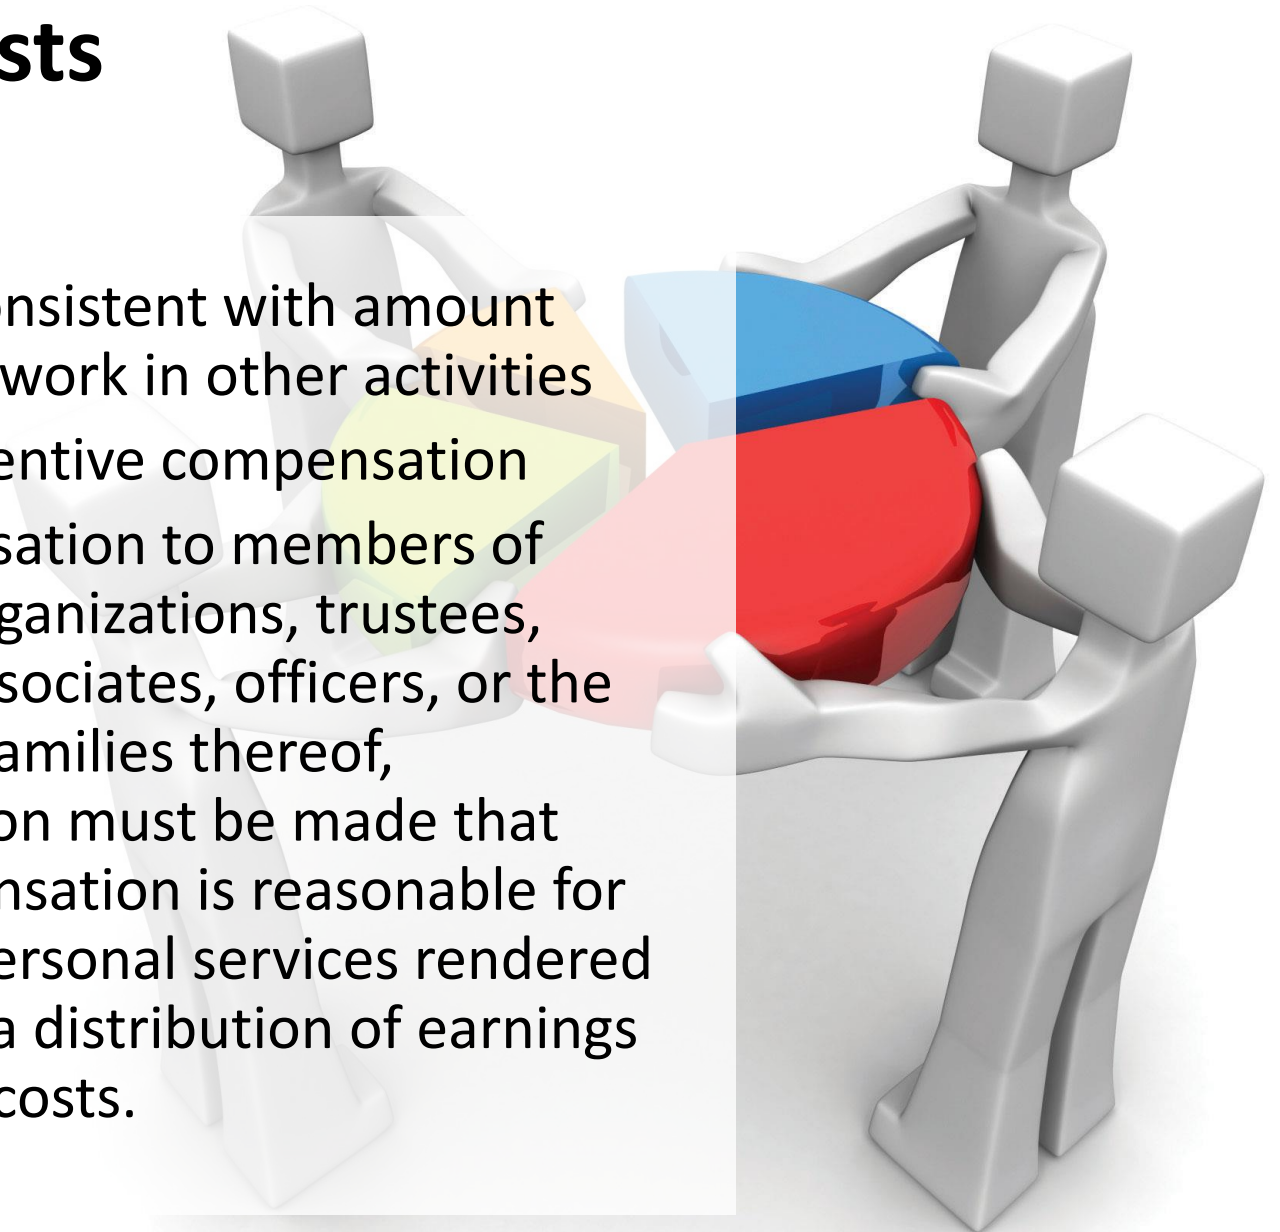 sts
onsistent with amount
work in other activities
entive compensation
sation to members of
ganizations, trustees,
sociates, officers, or the
amilies thereof,
on must be made that
nsation is reasonable for
ersonal services rendered
a distribution of earnings
costs.